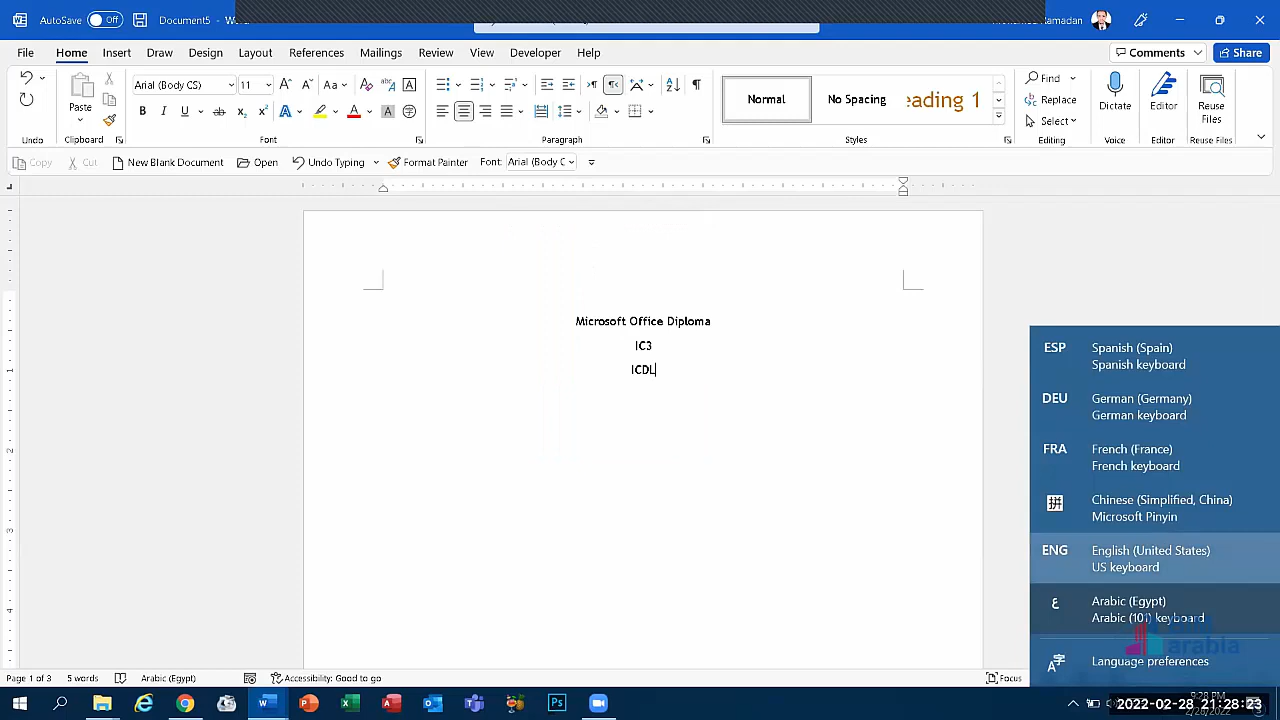 AutoSave Off Document5 -
File Home Insert Draw Design Layout References Mailings Review View Developer Help Comments Share
Paste Arial (Body CS) 11 Aa Normal No Spacing eading 1 Find Replace Select Dictate Editor Reuse Files
Undo Clipboard Font Paragraph Styles Editing Voice Editor Reuse Files
Copy Cut New Blank Document Open Undo Typing Format Painter Font: Arial (Body C
Microsoft Office Diploma
IC3
ICDL
ESP Spanish (Spain)
Spanish keyboard
DEU German (Germany)
German keyboard
FRA French (France)
French keyboard
拼 Chinese (Simplified, China)
Microsoft Pinyin
ENG English (United States)
US keyboard
ع Arabic (Egypt)
Arabic (101) keyboard
arabia
Language preferences
Page 1 of 3 5 words Arabic (Egypt) Accessibility: Good to go Focus
2022-02-28 21:28:23